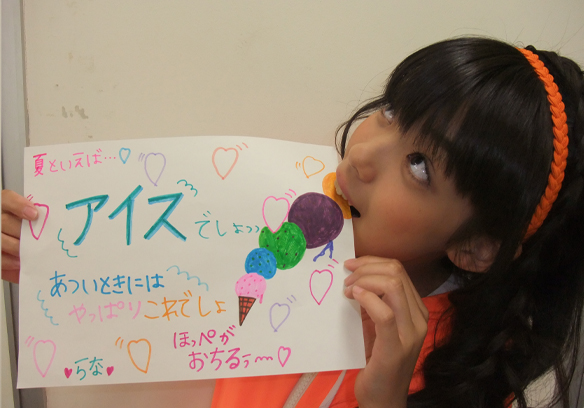 夏といえば…♡
アイスでしょっっ
あついときには
やっぱりこれでしょ
ほっぺが
おちるぅ〜♡
♥らな♥